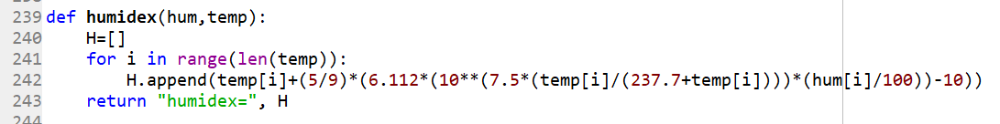 239 def humidex(hum,temp):
240     H=[]
241     for i in range(len(temp)):
242         H.append(temp[i]+(5/9)*(6.112*(10**(7.5*(temp[i]/(237.7+temp[i])))*(hum[i]/100))-10))
243     return "humidex=", H
244